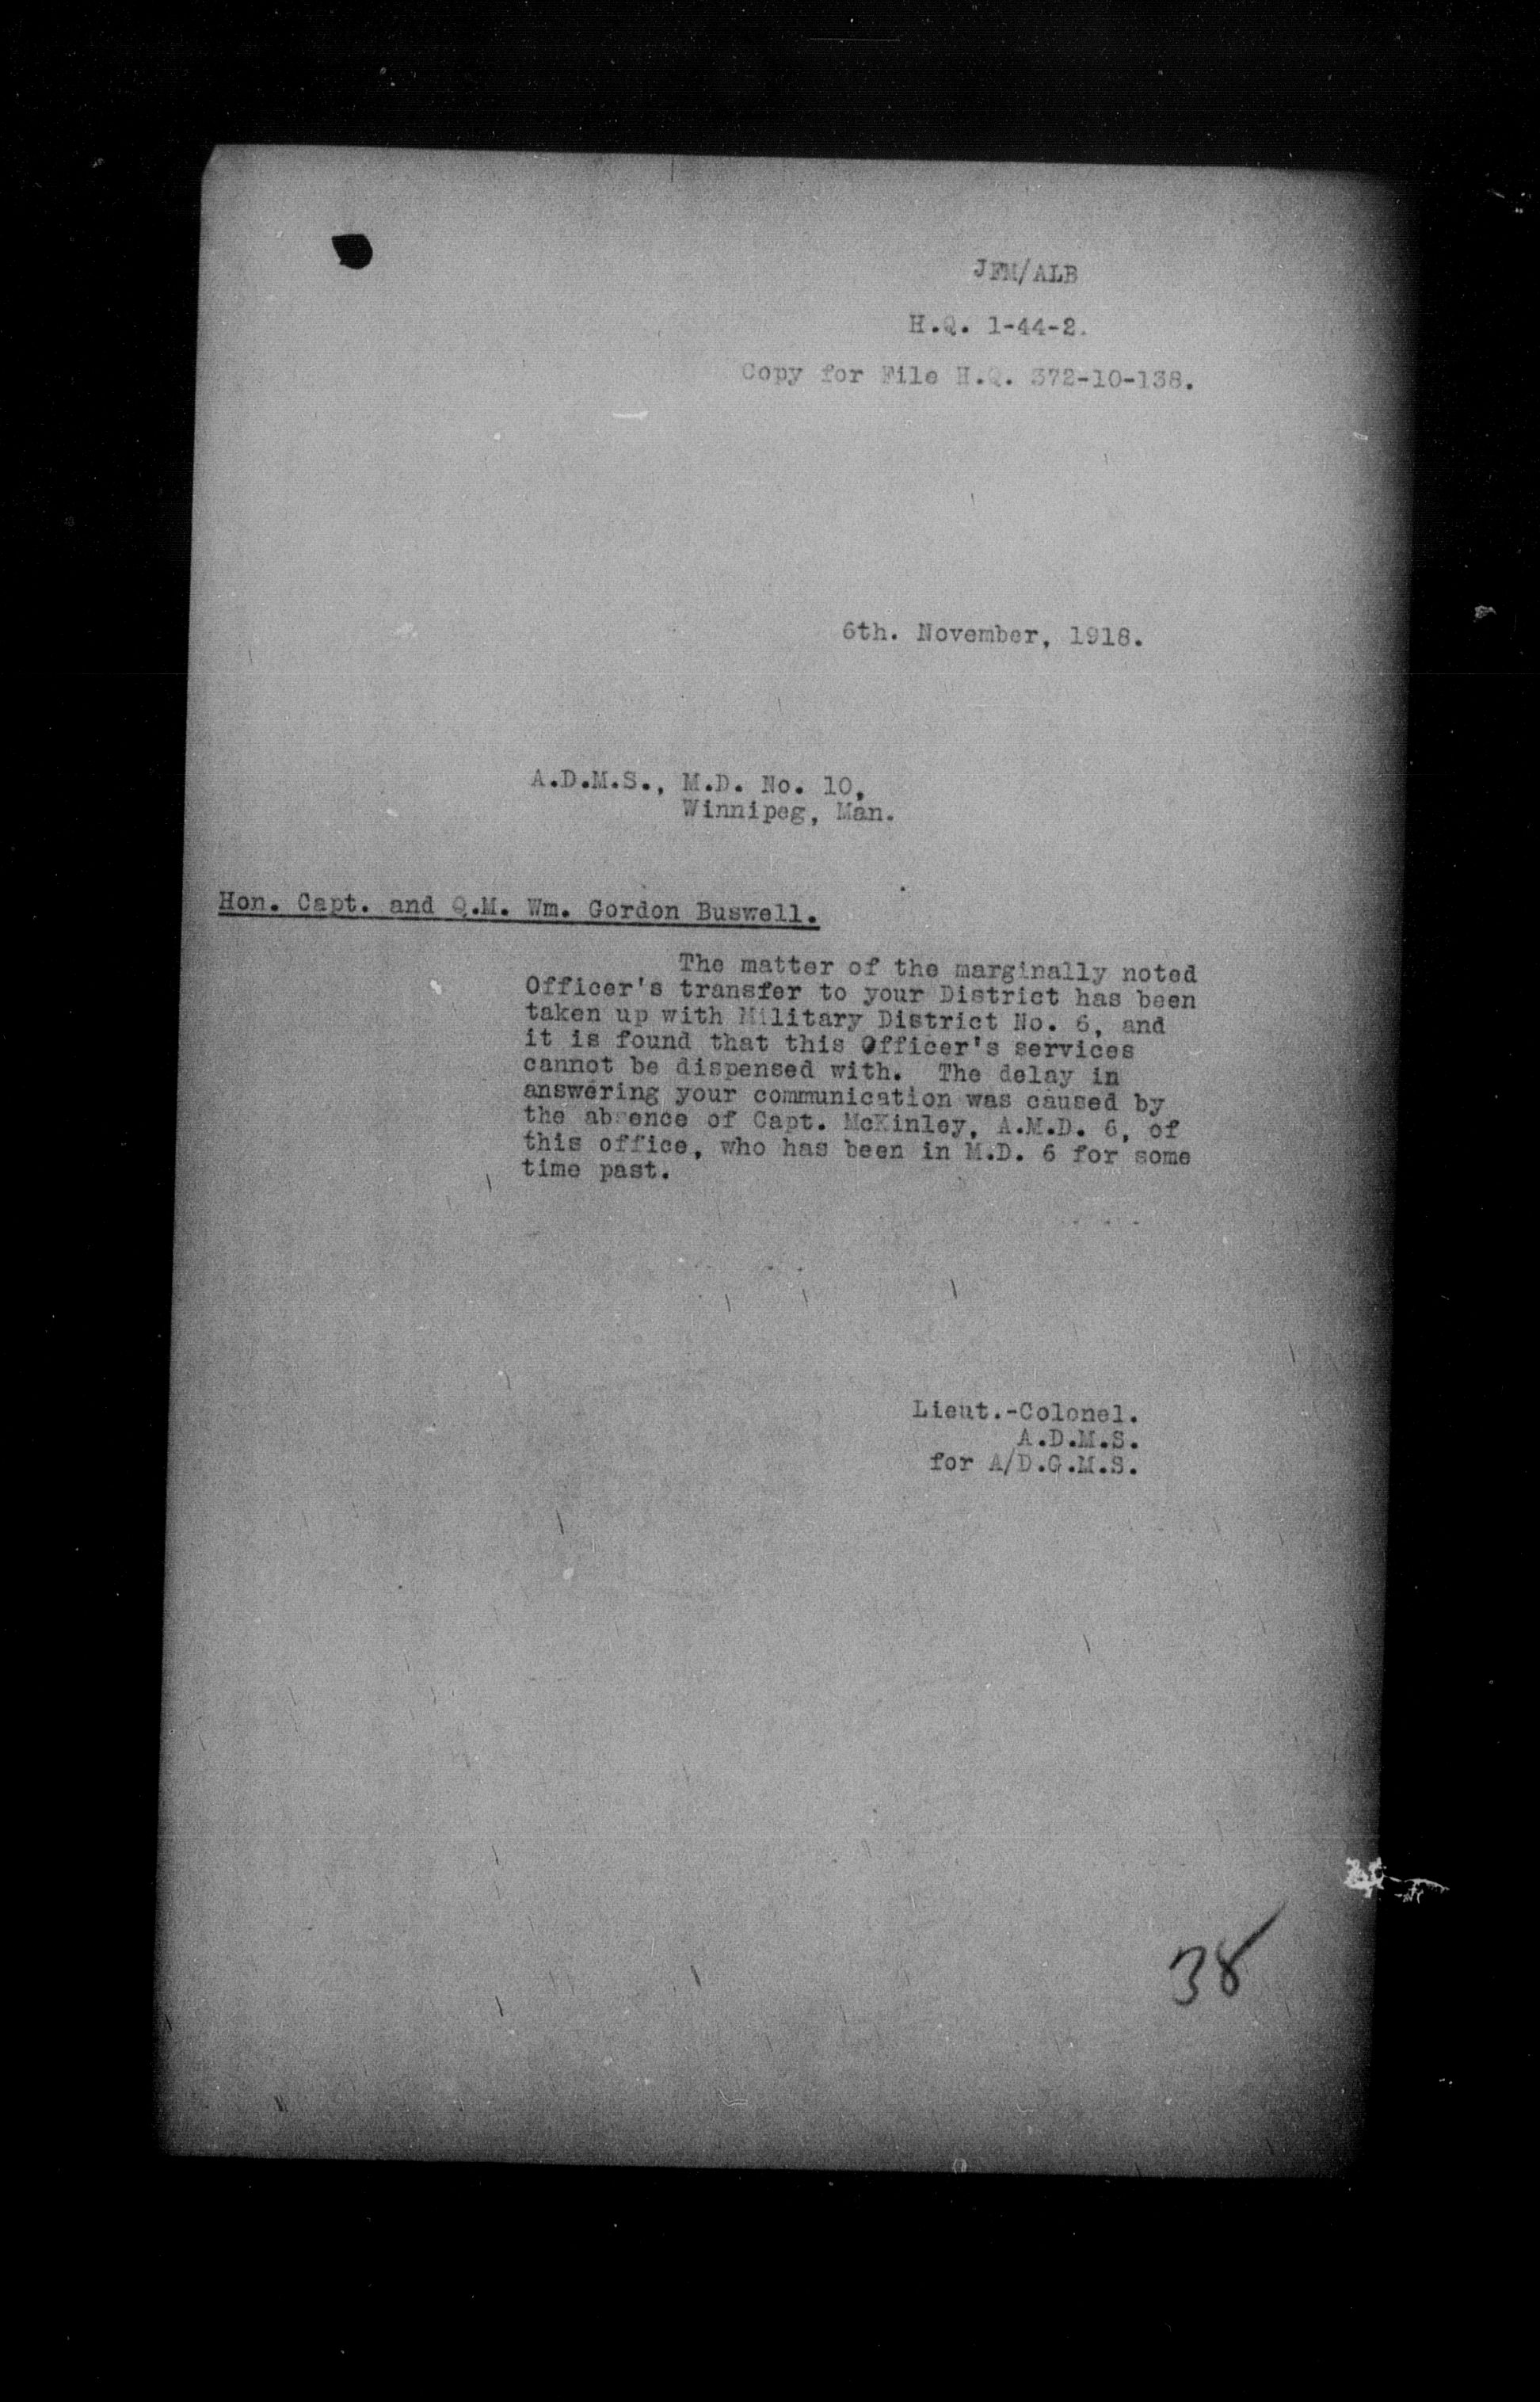 JFM/ALB
H.Q. 1-44-2.
Copy for File H.Q. 372-10-138.
6th. November, 1918.
A.D.M.S., M.D. No. 10,
Winnipeg, Man.
Hon. Capt. and Q.M. Wm. Gordon Buswell.
The matter of the marginally noted
Officer's transfer to your District has been
taken up with Military District No. 6, and
it is found that this Officer's services
cannot be dispensed with. The delay in
answering your communication was caused by
the absence of Capt. McKinley, A.M.D. 6, of
this office, who has been in M.D. 6 for some
time past.
Lieut.-Colonel.
A.D.M.S.
for A/D.G.M.S.
38